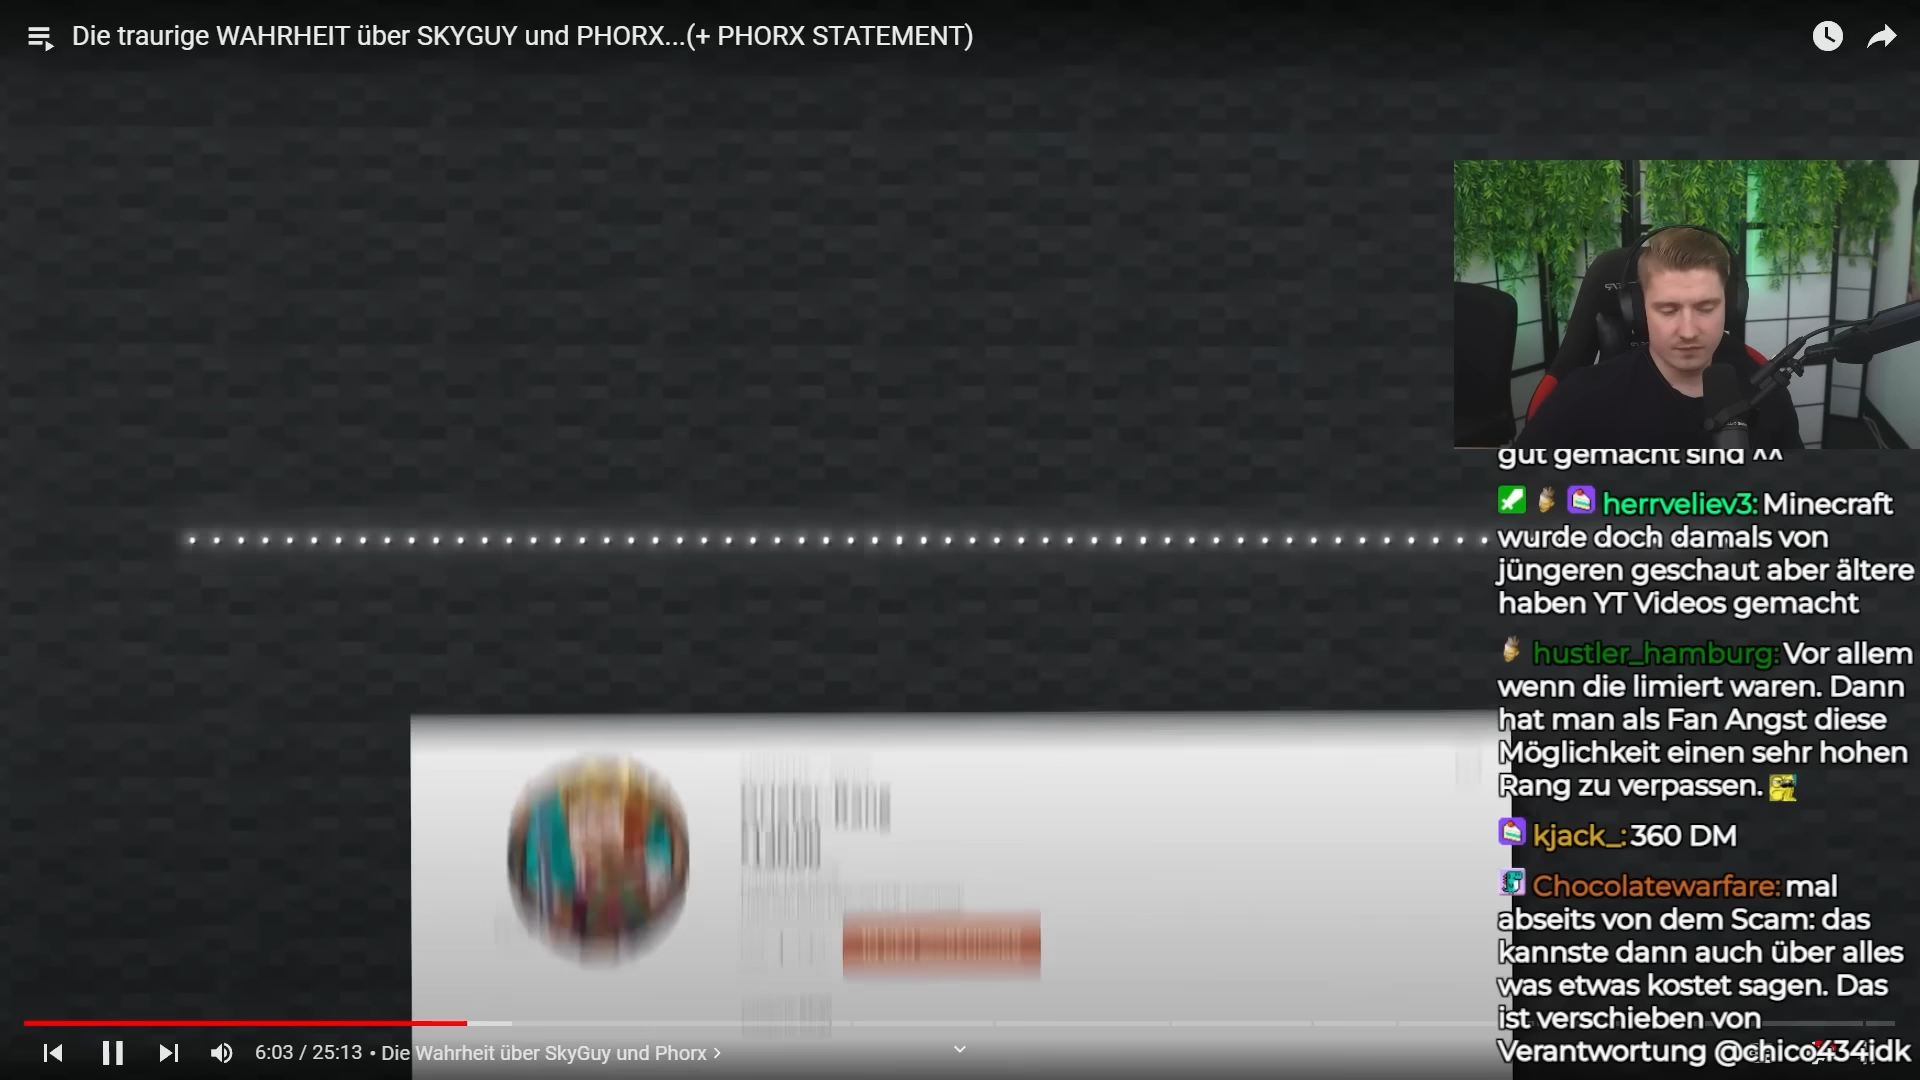 Die traurige WAHRHEIT über SKYGUY und PHORX...(+ PHORX STATEMENT)
gut gemacht sind ^^
herrveliev3: Minecraft
wurde doch damals von
jüngeren geschaut aber ältere
haben YT Videos gemacht
hustler_hamburg: Vor allem
wenn die limiert waren. Dann
hat man als Fan Angst diese
Möglichkeit einen sehr hohen
Rang zu verpassen.
kjack_: 360 DM
Chocolatewarfare: mal
abseits von dem Scam: das
kannste dann auch über alles
was etwas kostet sagen. Das
ist verschieben von
Verantwortung @chico434idk
6:03 / 25:13 • Die Wahrheit über SkyGuy und Phorx